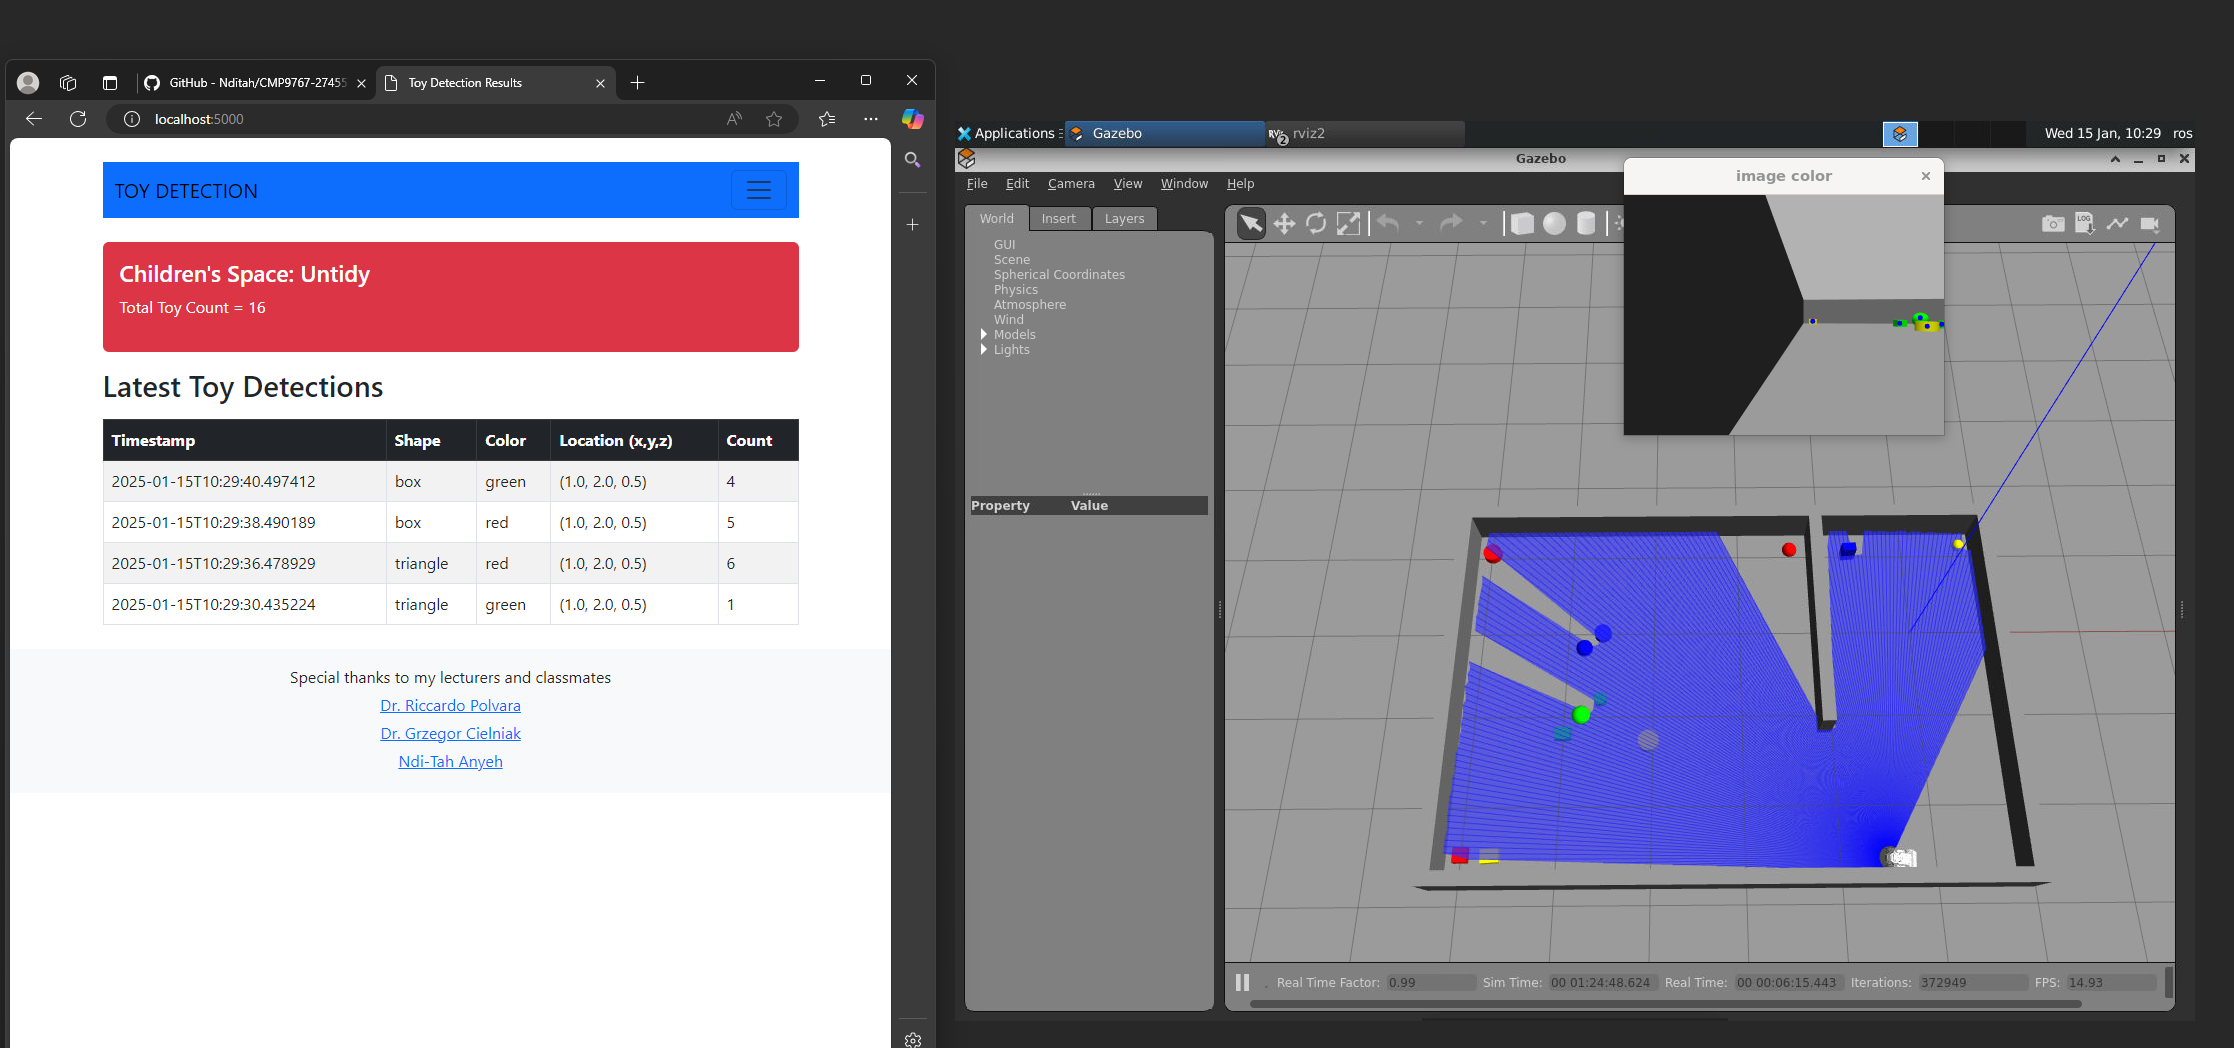 GitHub - Nditah/CMP9767-27455
Toy Detection Results
localhost:5000
TOY DETECTION
Children's Space: Untidy
Total Toy Count = 16
Latest Toy Detections
Timestamp Shape Color Location (x,y,z) Count
2025-01-15T10:29:40.497412 box green (1.0, 2.0, 0.5) 4
2025-01-15T10:29:38.490189 box red (1.0, 2.0, 0.5) 5
2025-01-15T10:29:36.478929 triangle red (1.0, 2.0, 0.5) 6
2025-01-15T10:29:30.435224 triangle green (1.0, 2.0, 0.5) 1
Special thanks to my lecturers and classmates
Dr. Riccardo Polvara
Dr. Grzegor Cielniak
Ndi-Tah Anyeh
Applications Gazebo rviz2 Wed 15 Jan, 10:29 ros
Gazebo
File Edit Camera View Window Help
image color
World Insert Layers
LOG
GUI
Scene
Spherical Coordinates
Physics
Atmosphere
Wind
Models
Lights
Property Value
Real Time Factor: 0.99 Sim Time: 00 01:24:48.624 Real Time: 00 00:06:15.443 Iterations: 372949 FPS: 14.93